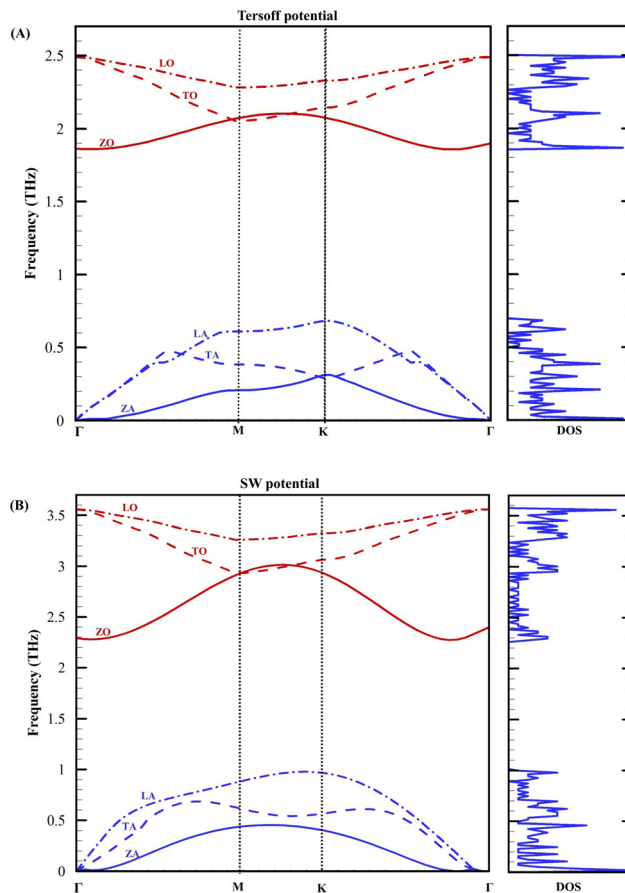 Tersoff potential
(A)
2.5
2
1.5
1
0.5
0
Frequency (THz)
LO
TO
ZO
LA
TA
ZA
Γ
M
K
Γ
DOS
SW potential
(B)
3.5
3
2.5
2
1.5
1
0.5
0
Frequency (THz)
LO
TO
ZO
LA
TA
ZA
Γ
M
K
Γ
DOS